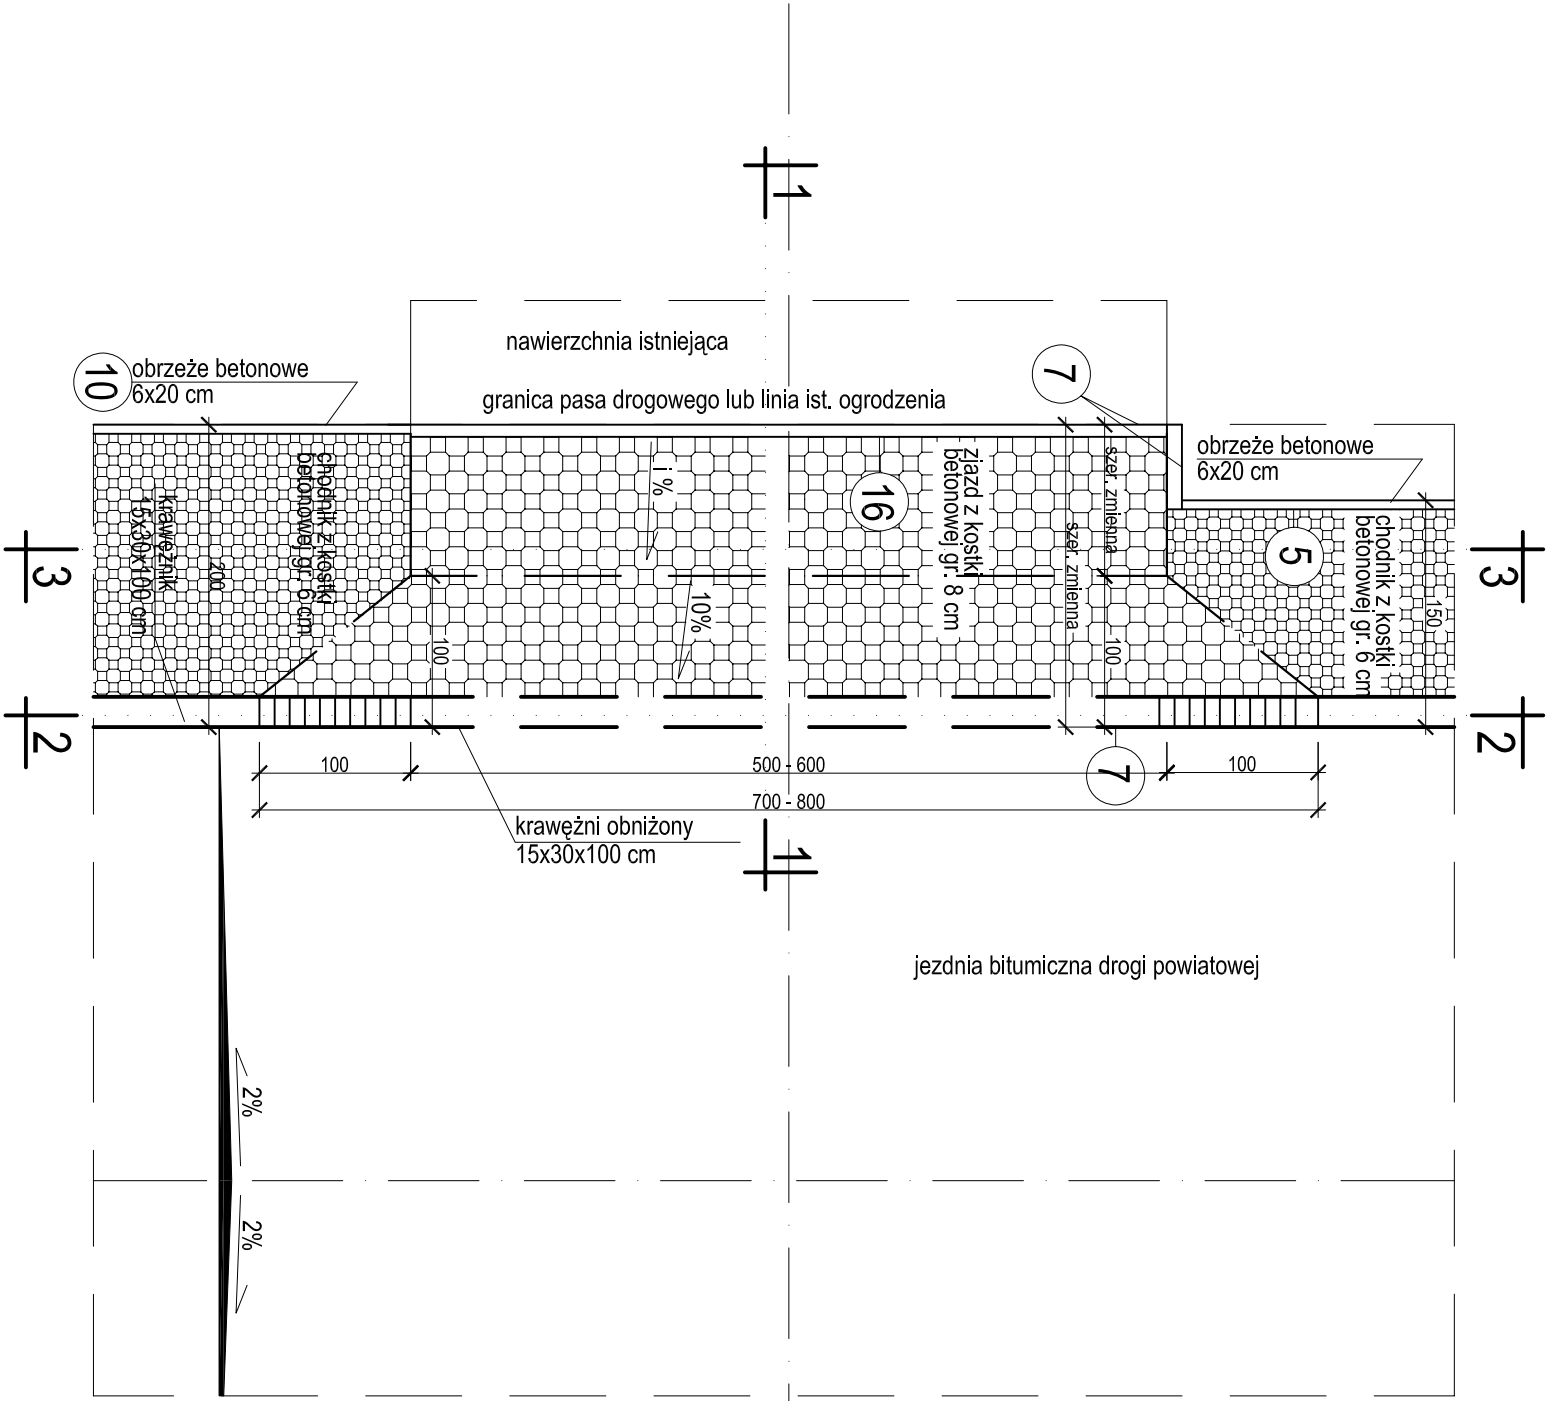 1
nawierzchnia istniejąca
10
obrzeże betonowe
6x20 cm
7
granica pasa drogowego lub linia ist. ogrodzenia
obrzeże betonowe
6x20 cm
krawężnik
15x30x100 cm
200
chodnik z kostki
betonowej gr. 6 cm
100
i %
10%
16
zjazd z kostki
betonowej gr. 8 cm
szer. zmienna
szer. zmienna
100
5
chodnik z kostki
betonowej gr. 6 cm
150
3
3
2
2
100
500 - 600
7
100
700 - 800
krawężni obniżony
15x30x100 cm
1
jezdnia bitumiczna drogi powiatowej
2%
2%